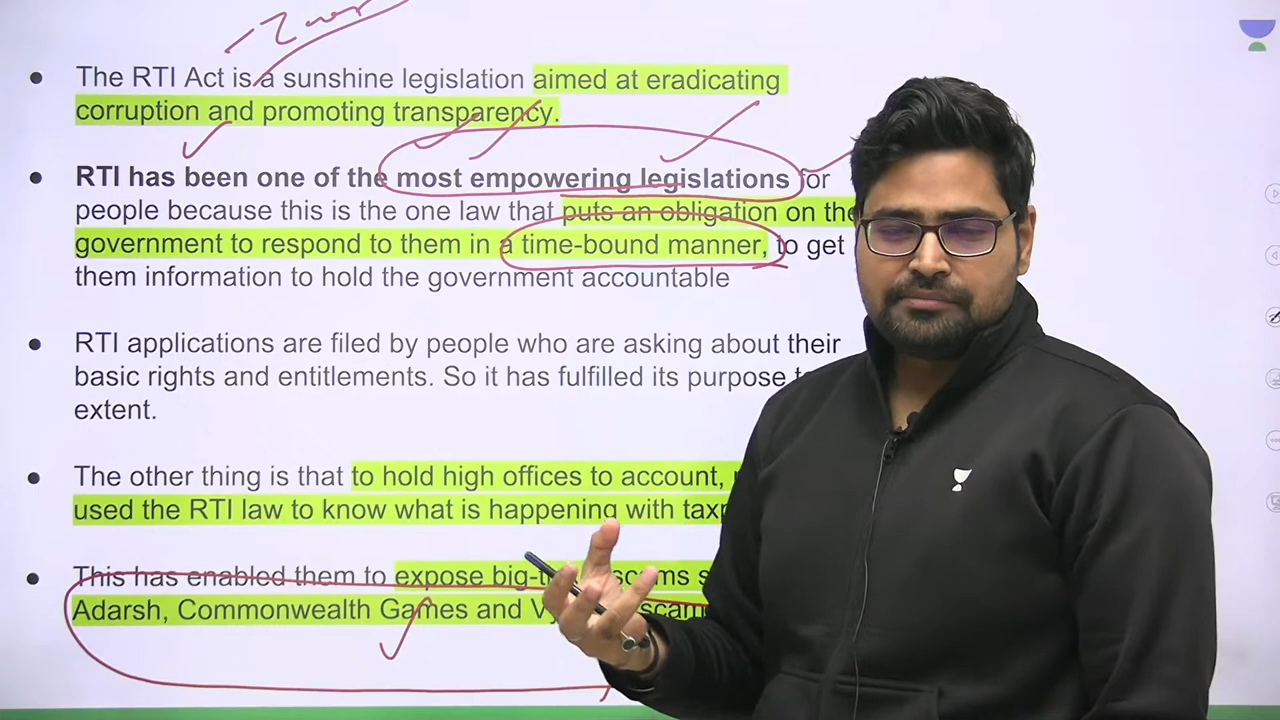 The RTI Act is a sunshine legislation aimed at eradicating
corruption and promoting transparency.
RTI has been one of the most empowering legislations for
people because this is the one law that puts an obligation on the
government to respond to them in a time-bound manner, to get
them information to hold the government accountable
RTI applications are filed by people who are asking about their
basic rights and entitlements. So it has fulfilled its purpose
extent.
The other thing is that to hold high offices to account,
used the RTI law to know what is happening with
This has enabled them to expose
Adarsh, Commonwealth Games and